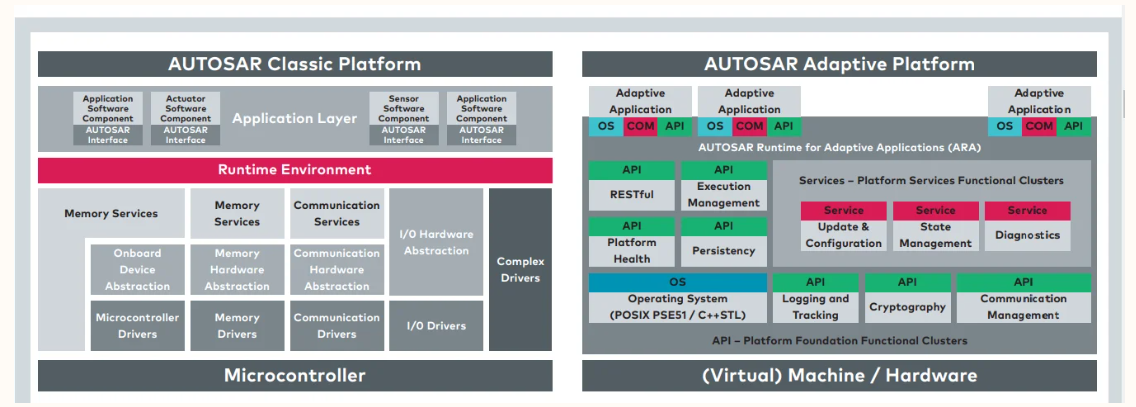 AUTOSAR Classic Platform
Application
Software
Component
AUTOSAR
Interface
Actuator
Software
Component
AUTOSAR
Interface
Application Layer
Sensor
Software
Component
AUTOSAR
Interface
Application
Software
Component
AUTOSAR
Interface
Runtime Environment
Memory Services
Memory
Services
Communication
Services
I/O Hardware
Abstraction
Complex
Drivers
Onboard
Device
Abstraction
Memory
Hardware
Abstraction
Communication
Hardware
Abstraction
Microcontroller
Drivers
Memory
Drivers
Communication
Drivers
I/O Drivers
Microcontroller
AUTOSAR Adaptive Platform
Adaptive
Application
OS COM API
Adaptive
Application
OS COM API
Adaptive
Application
OS COM API
AUTOSAR Runtime for Adaptive Applications (ARA)
API
RESTful
API
Execution
Management
API
Platform
Health
API
Persistency
Services – Platform Services Functional Clusters
Service
Update &
Configuration
Service
State
Management
Service
Diagnostics
OS
Operating System
(POSIX PSE51 / C++STL)
API
Logging and
Tracking
API
Cryptography
API
Communication
Management
API – Platform Foundation Functional Clusters
(Virtual) Machine / Hardware